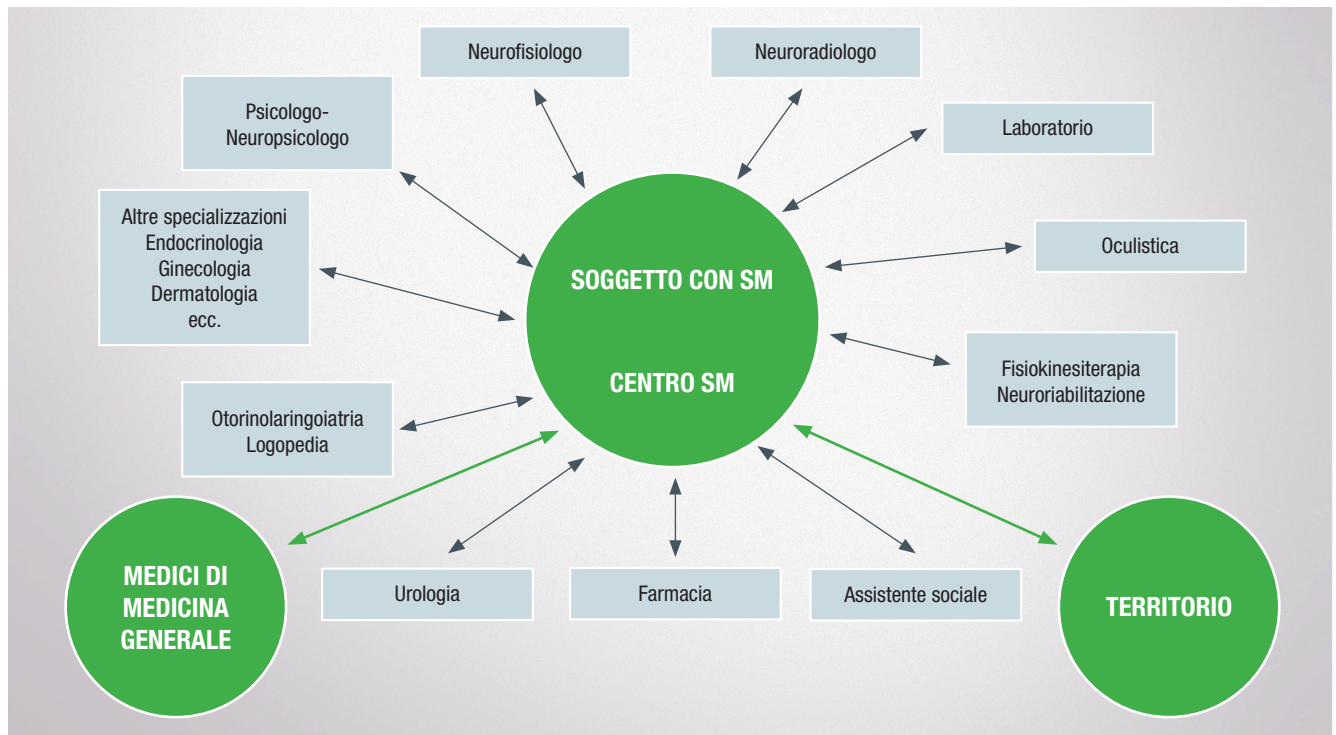 Neurofisiologo
Neuroradiologo
Psicologo-
Neuropsicologo
Laboratorio
Altre specializzazioni
Endocrinologia
Ginecologia
Dermatologia
ecc.
SOGGETTO CON SM
CENTRO SM
Oculistica
Fisiokinesiterapia
Neuroriabilitazione
Otorinolaringoiatria
Logopedia
MEDICI DI
MEDICINA
GENERALE
Urologia
Farmacia
Assistente sociale
TERRITORIO